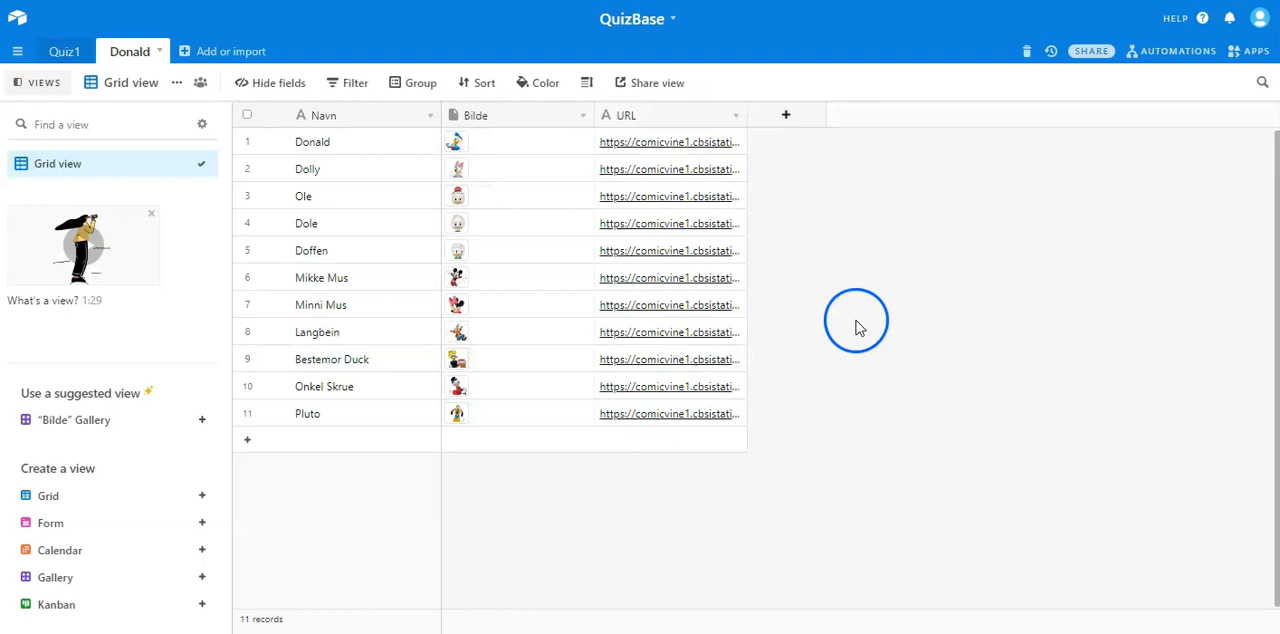 QuizBase
HELP
Quiz1
Donald
Add or import
SHARE
AUTOMATIONS
APPS
VIEWS
Grid view
Hide fields
Filter
Group
Sort
Color
Share view
Find a view
Grid view
What's a view? 1:29
Use a suggested view
"Bilde" Gallery
Create a view
Grid
Form
Calendar
Gallery
Kanban
Navn Bilde URL
1 Donald https://comicvine1.cbsistati...
2 Dolly https://comicvine1.cbsistati...
3 Ole https://comicvine1.cbsistati...
4 Dole https://comicvine1.cbsistati...
5 Doffen https://comicvine1.cbsistati...
6 Mikke Mus https://comicvine1.cbsistati...
7 Minni Mus https://comicvine1.cbsistati...
8 Langbein https://comicvine1.cbsistati...
9 Bestemor Duck https://comicvine1.cbsistati...
10 Onkel Skrue https://comicvine1.cbsistati...
11 Pluto https://comicvine1.cbsistati...
11 records